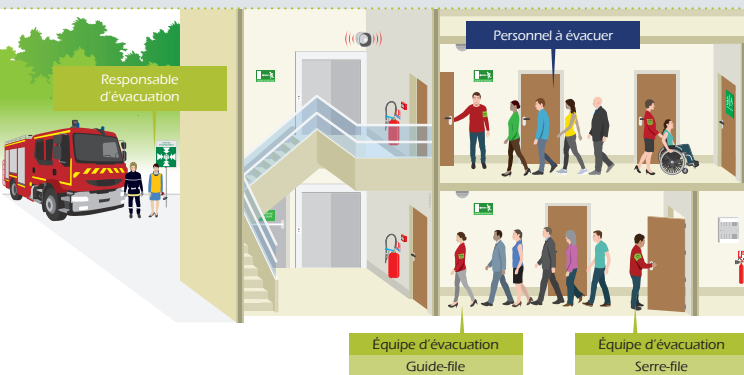 Personnel à évacuer
Responsable
d'évacuation
Équipe d'évacuation
Guide-file
Équipe d'évacuation
Serre-file